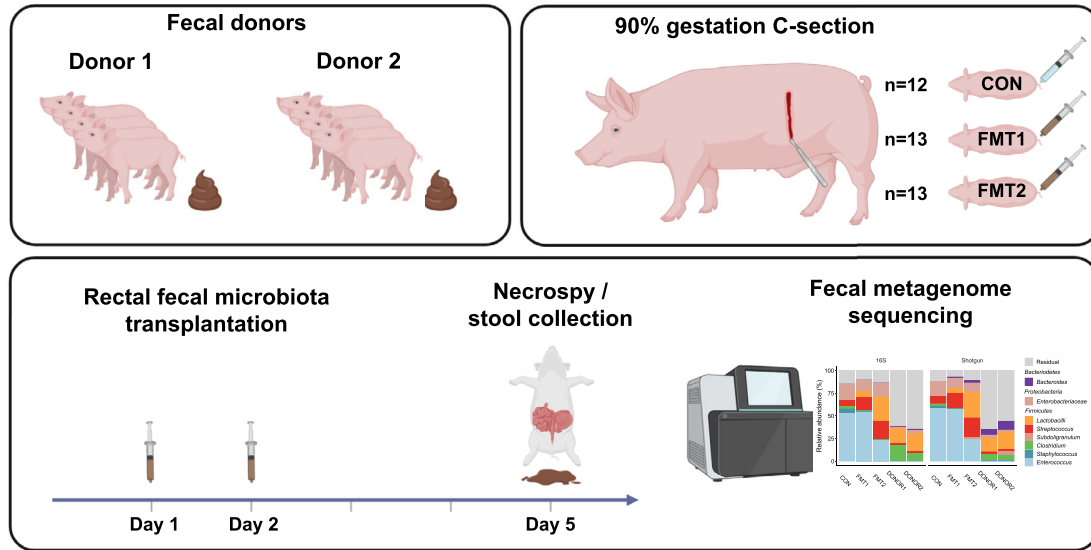 Fecal donors
Donor 1
Donor 2
90% gestation C-section
n=12
CON
n=13
FMT1
n=13
FMT2
Rectal fecal microbiota
transplantation
Day 1
Day 2
Necrospy /
stool collection
Day 5
Fecal metagenome
sequencing
16S
Shotgun
Relative abundance (%)
100
75
50
25
0
CON
FMT1
FMT2
DONOR1
DONOR2
CON
FMT1
FMT2
DONOR1
DONOR2
Residual
Bacteriodetes
Bacteroides
Proteobacteria
Enterobacteriaceae
Firmicutes
Lactobacilli
Streptococcus
Subdoligranulum
Clostridium
Staphylococcus
Enterococcus